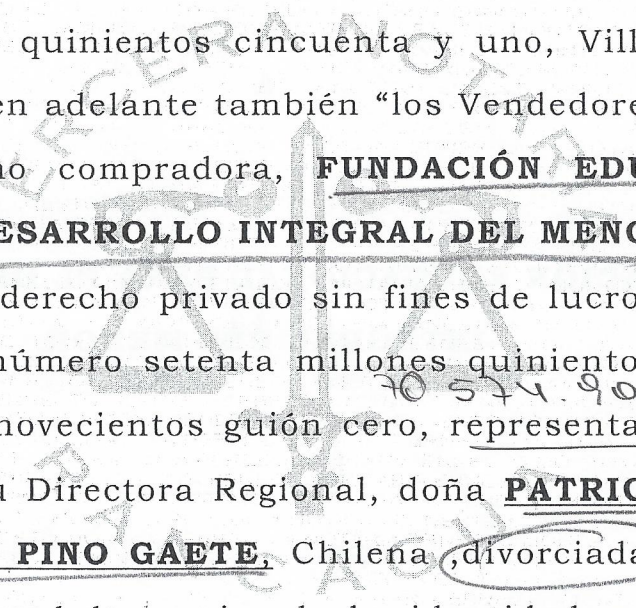 quinientos cincuenta y uno, Vill
en adelante también “los Vendedore
no compradora, FUNDACIÓN EDU
DESARROLLO INTEGRAL DEL MENO
derecho privado sin fines de lucro
número setenta millones quiniento
70 574.90
novecientos guión cero, representa
Directora Regional, doña PATRIC
PINO GAETE, Chilena ,divorciada